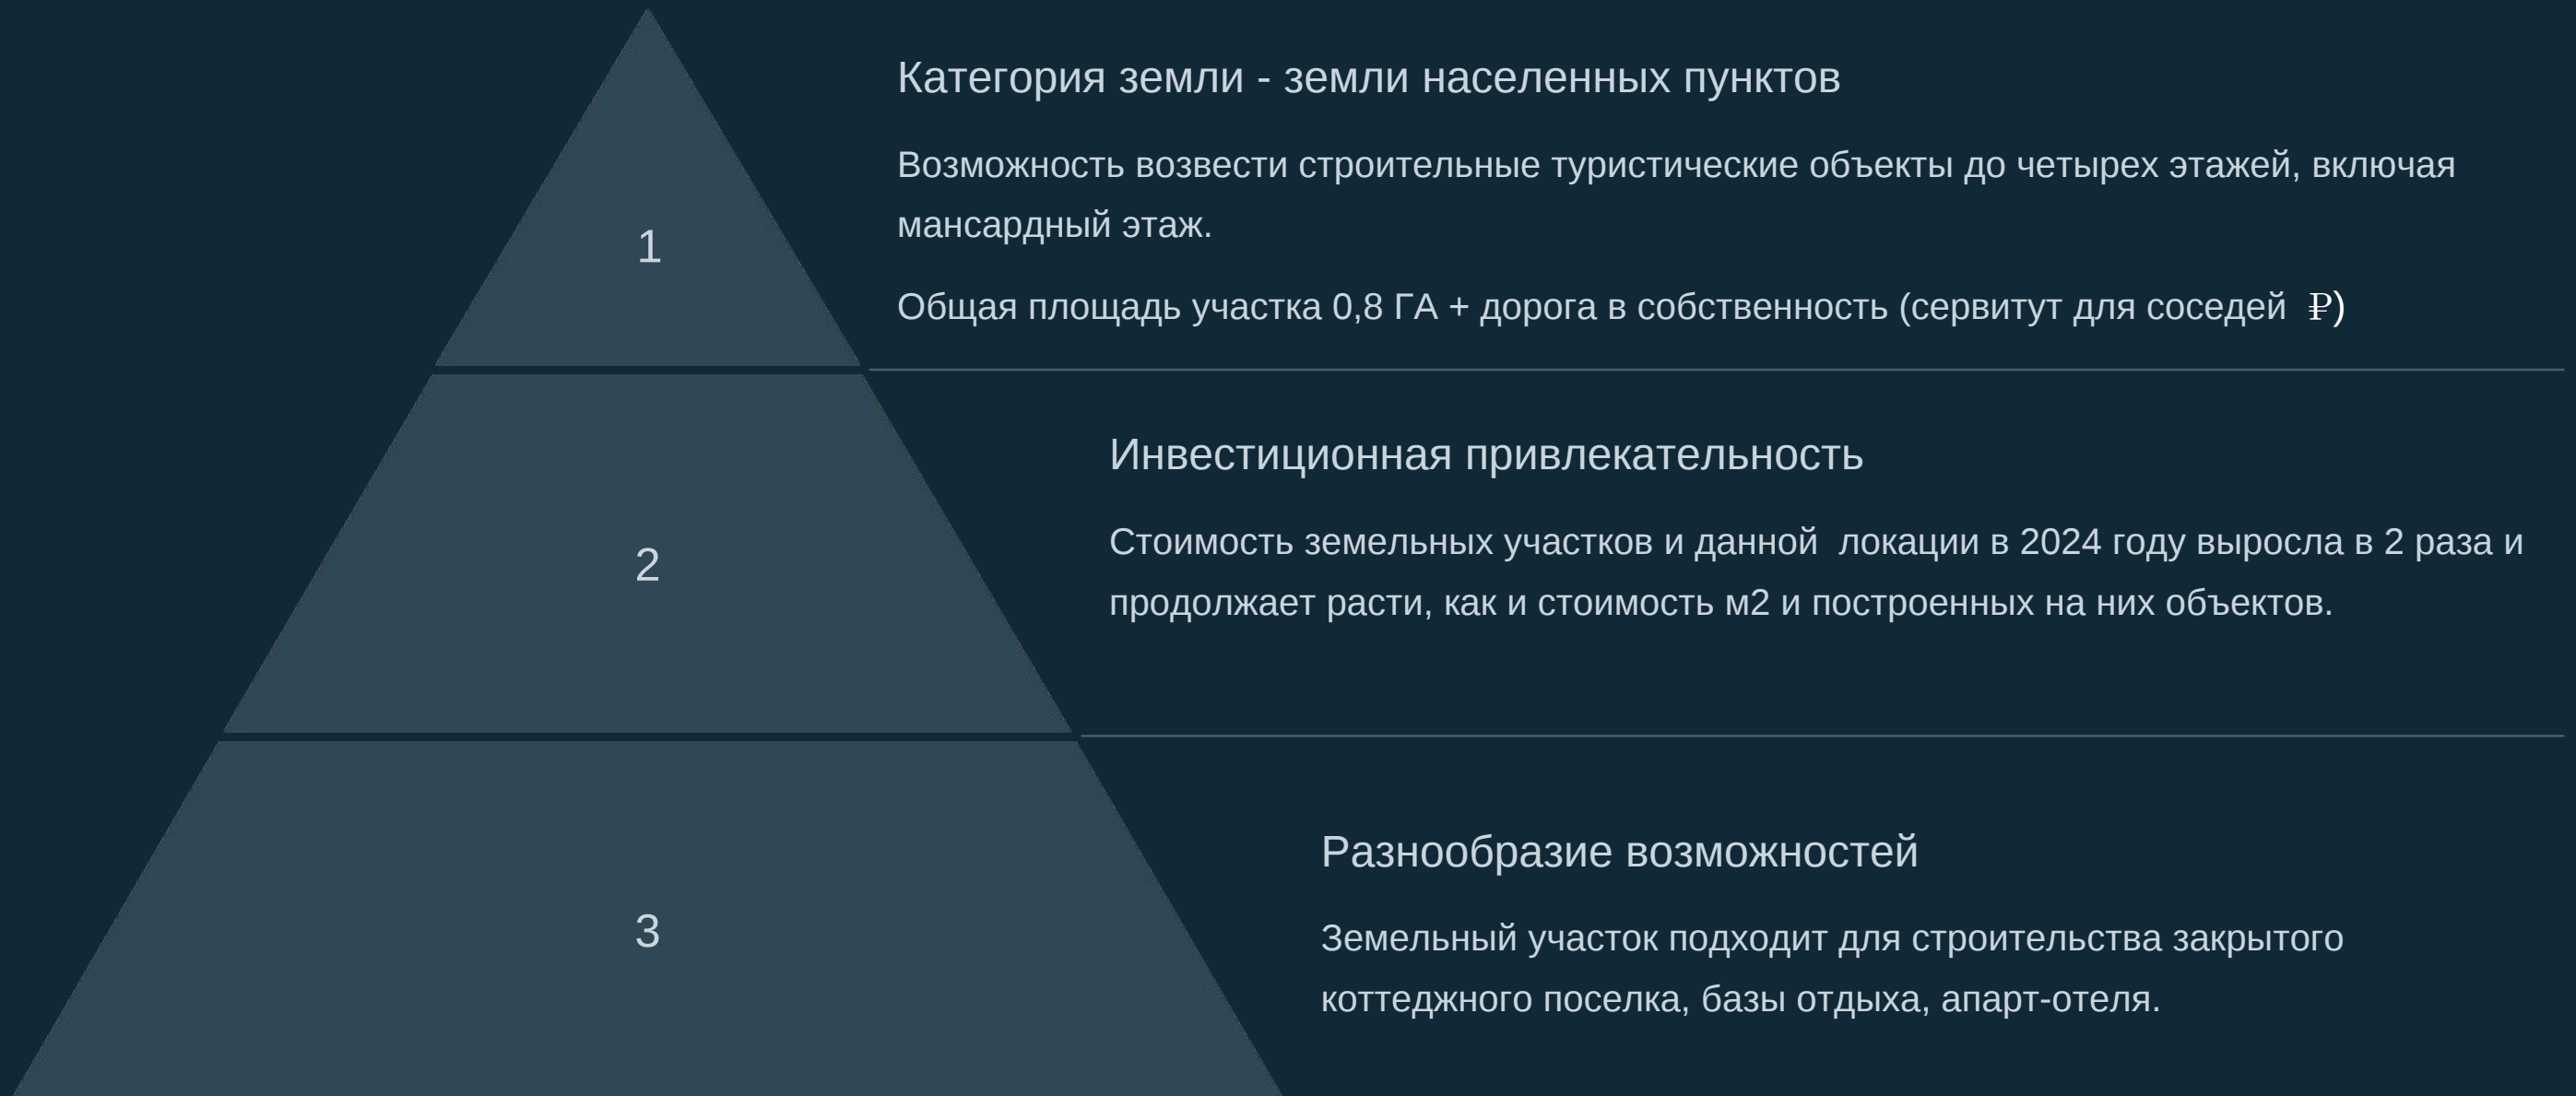 Категория земли - земли населенных пунктов
Возможность возвести строительные туристические объекты до четырех этажей, включая
мансардный этаж.
1
Общая площадь участка 0,8 ГА + дорога в собственность (сервитут для соседей ₽)
Инвестиционная привлекательность
Стоимость земельных участков и данной локации в 2024 году выросла в 2 раза и
2
продолжает расти, как и стоимость м2 и построенных на них объектов.
Разнообразие возможностей
3
Земельный участок подходит для строительства закрытого
коттеджного поселка, базы отдыха, апарт-отеля.